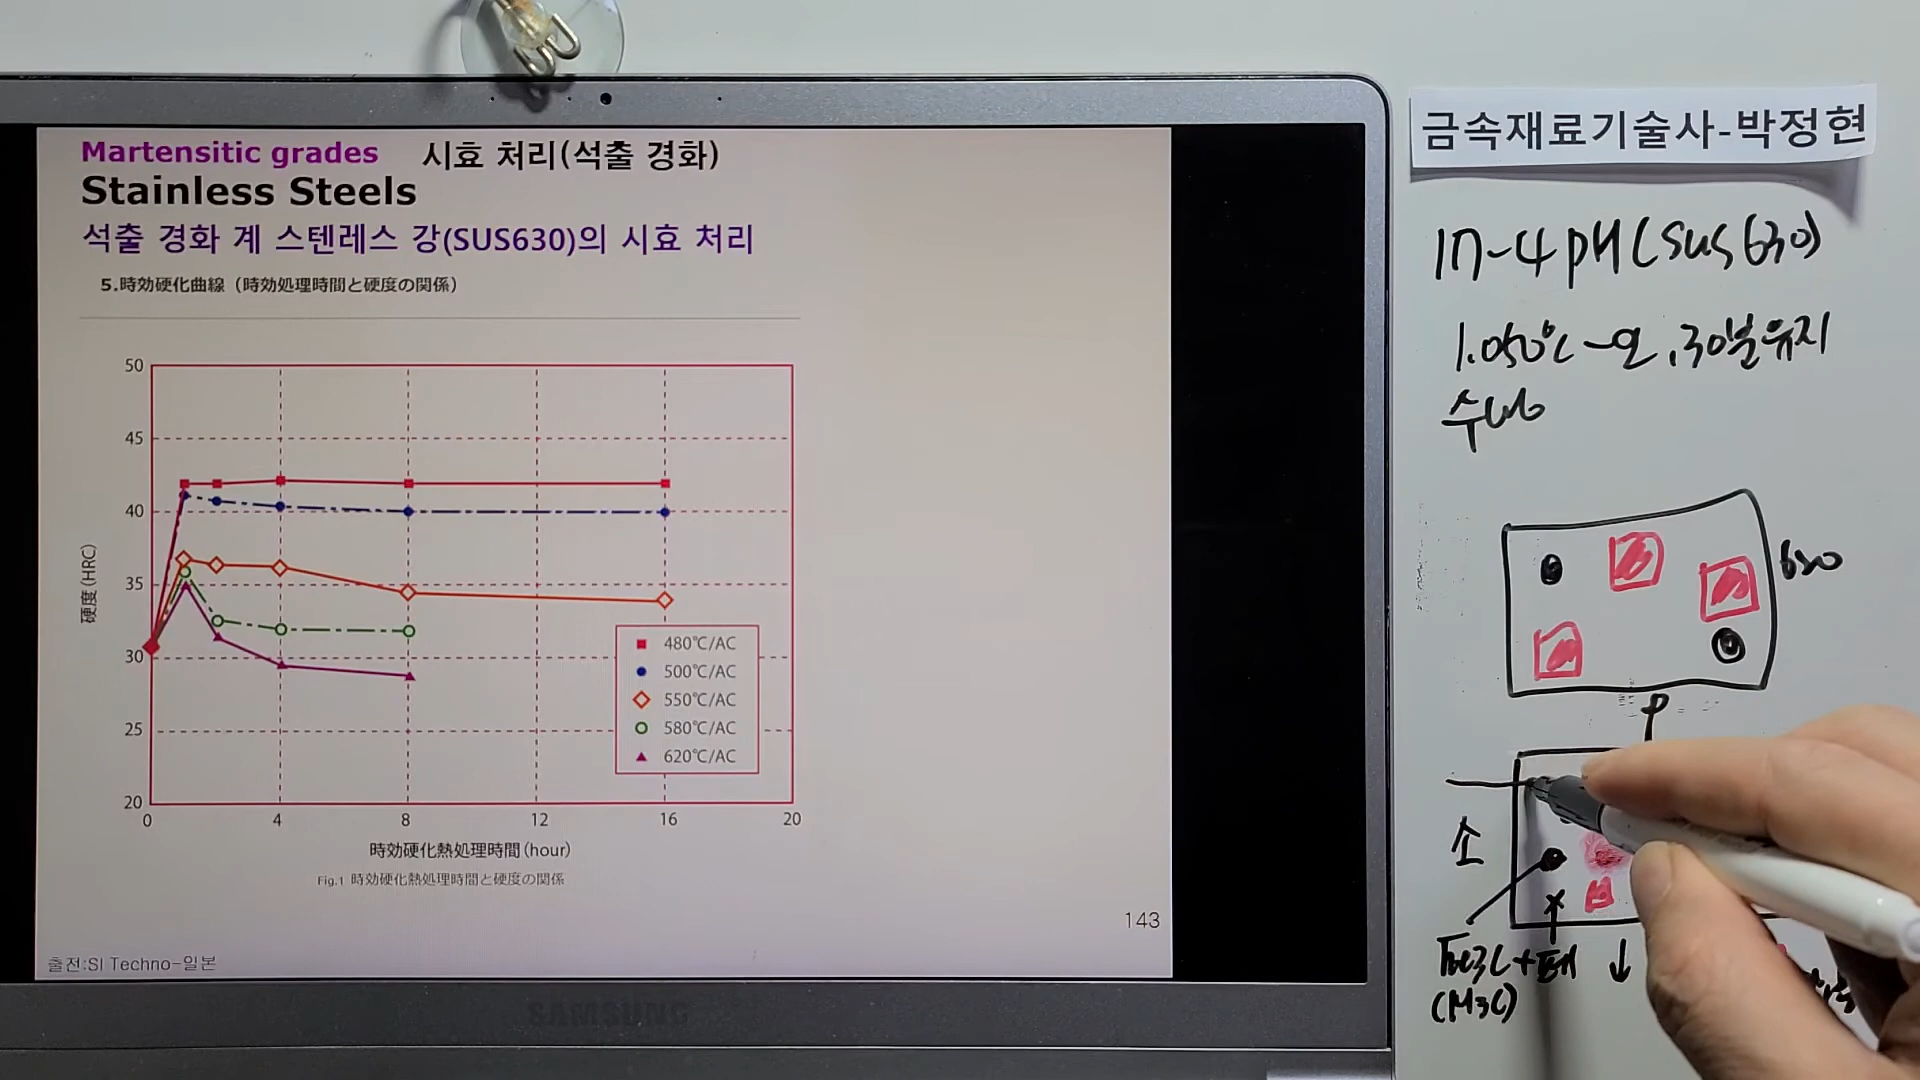 Martensitic grades 시효 처리(석출 경화)
Stainless Steels
석출 경화 계 스텐레스 강(SUS630)의 시효 처리
5.時効硬化曲線（時効処理時間と硬度の関係）
50
45
40
35
30
25
20
硬度(HRC)
0 4 8 12 16 20
時効硬化熱処理時間(hour)
Fig.1 時効硬化熱処理時間と硬度の関係
480℃/AC
500℃/AC
550℃/AC
580℃/AC
620℃/AC
143
출전:SI Techno-일본
SAMSUNG
금속재료기술사-박정현
17-4 PH(SUS630)
1.050℃ 30분유지
630
Fe3C +
(M3C)